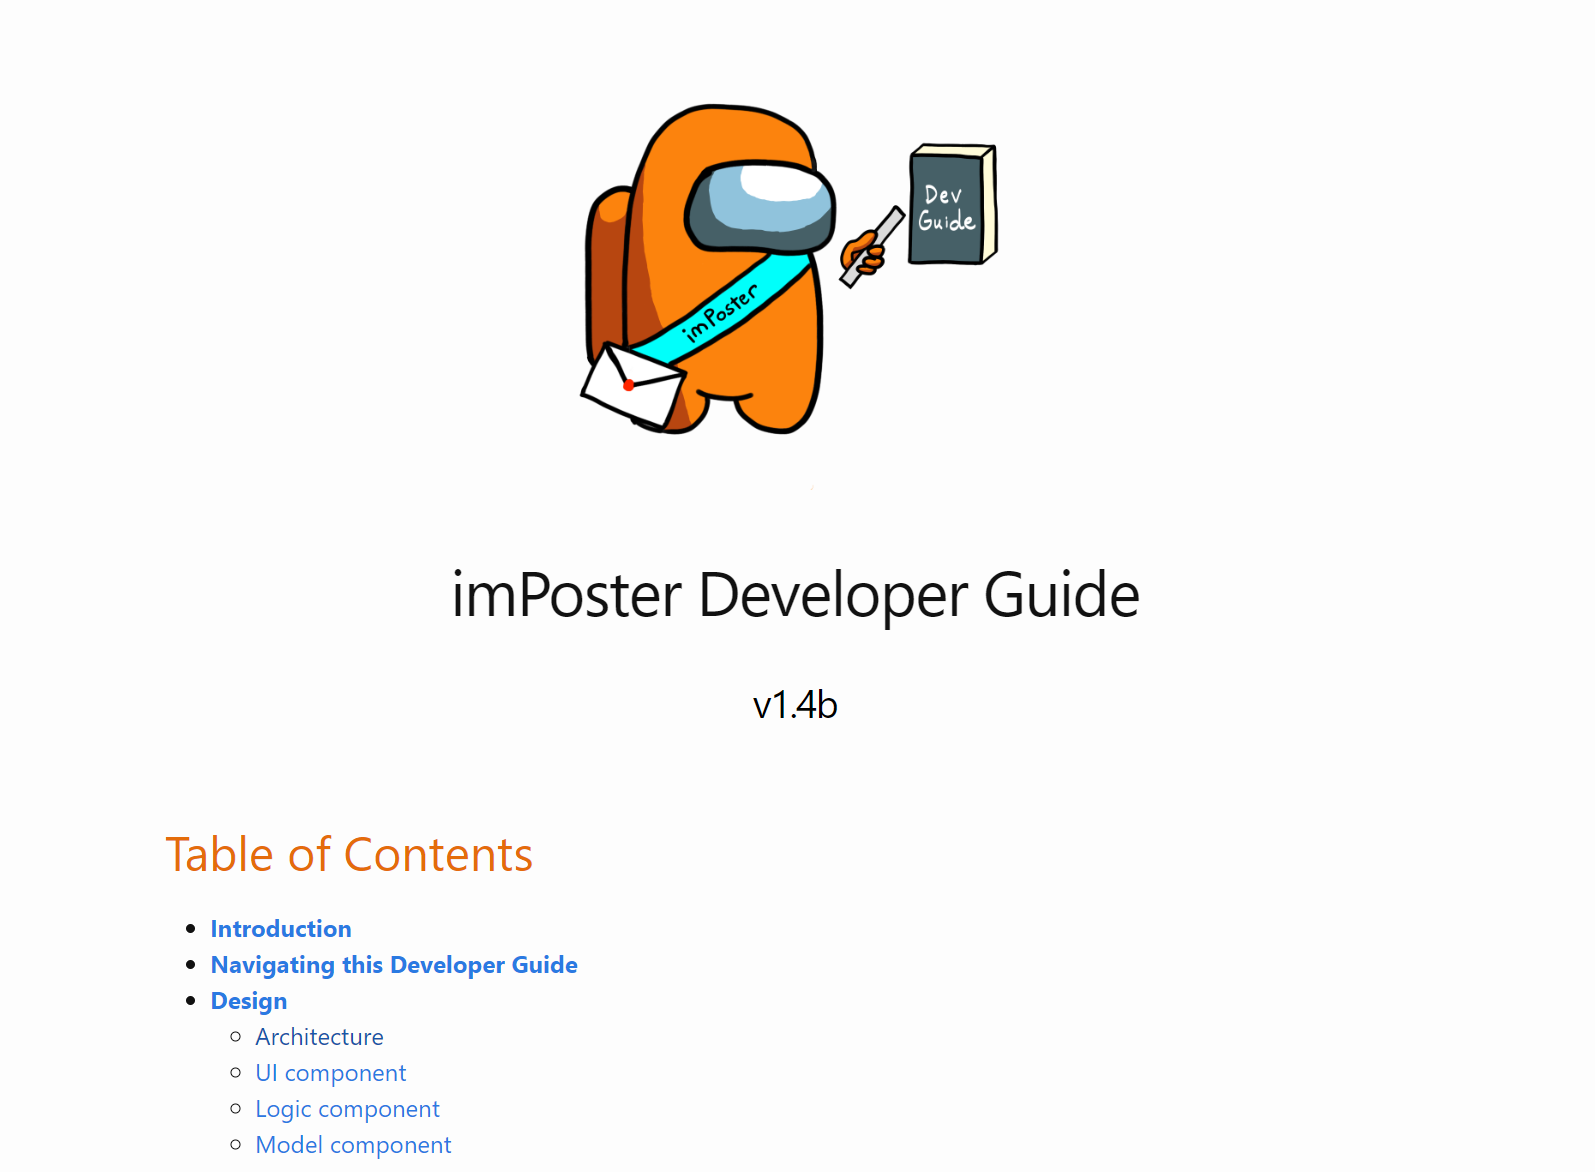 Dev
Guide
imPoster
imPoster Developer Guide
v1.4b
Table of Contents
Introduction
Navigating this Developer Guide
Design
Architecture
UI component
Logic component
Model component